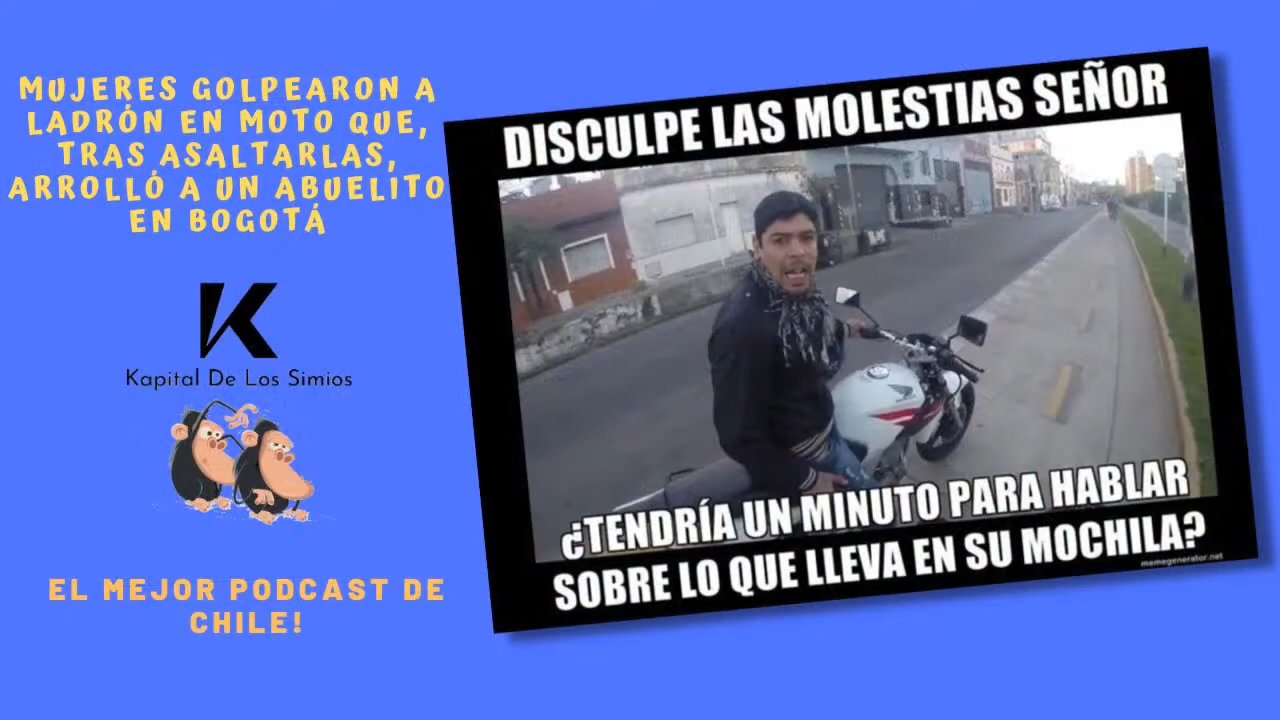 MUJERES GOLPEARON A
LADRÓN EN MOTO QUE,
TRAS ASALTARLAS,
ARROLLÓ A UN ABUELITO
EN BOGOTÁ
K
Kapital De Los Simios
EL MEJOR PODCAST DE
CHILE!
DISCULPE LAS MOLESTIAS SEÑOR
HONDA
¿TENDRÍA UN MINUTO PARA HABLAR
SOBRE LO QUE LLEVA EN SU MOCHILA?
memegenerator.net